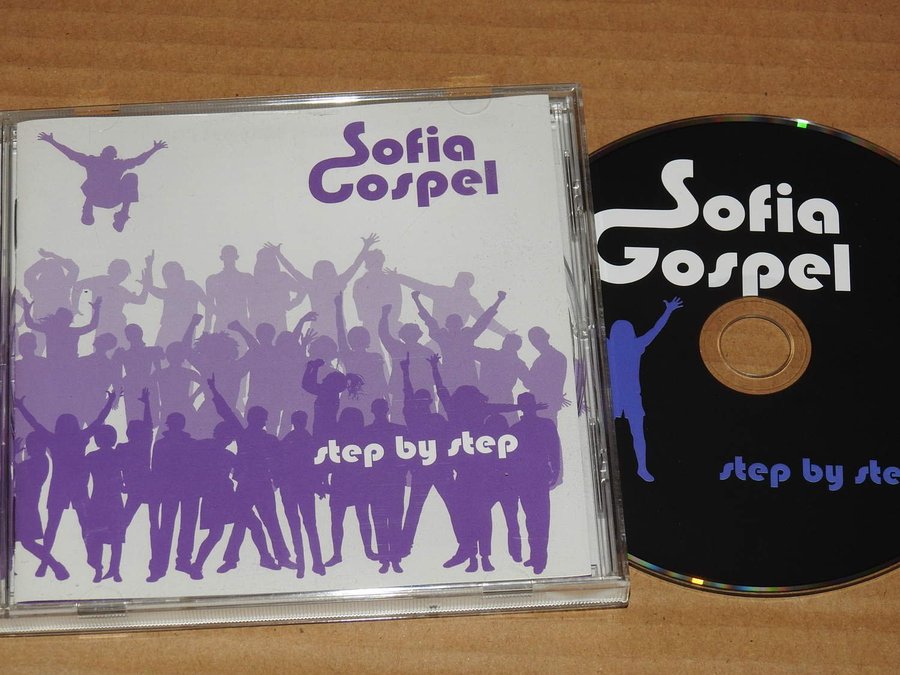 Sofia
Gospel
step by step
Sofia
Gospel
step by ste